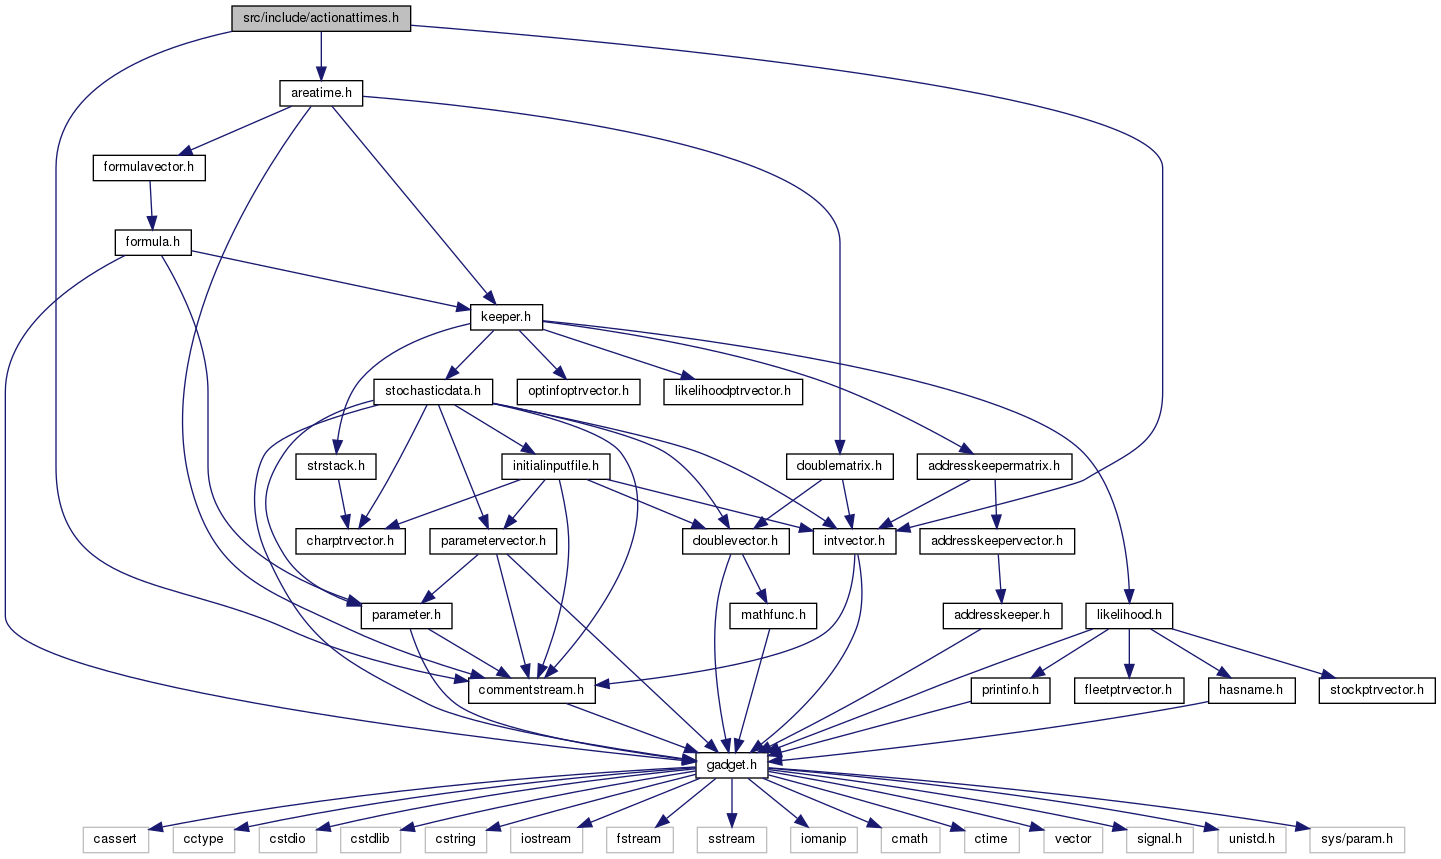 src/include/actionattimes.h
areatime.h
formulavector.h
formula.h
keeper.h
stochasticdata.h
optinfoptrvector.h
likelihoodptrvector.h
strstack.h
initialinputfile.h
doublematrix.h
addresskeepermatrix.h
charptrvector.h
parametervector.h
doublevector.h
intvector.h
addresskeepervector.h
parameter.h
mathfunc.h
addresskeeper.h
likelihood.h
commentstream.h
printinfo.h
fleetptrvector.h
hasname.h
stockptrvector.h
gadget.h
cassert
cctype
cstdio
cstdlib
cstring
iostream
fstream
sstream
iomanip
cmath
ctime
vector
signal.h
unistd.h
sys/param.h